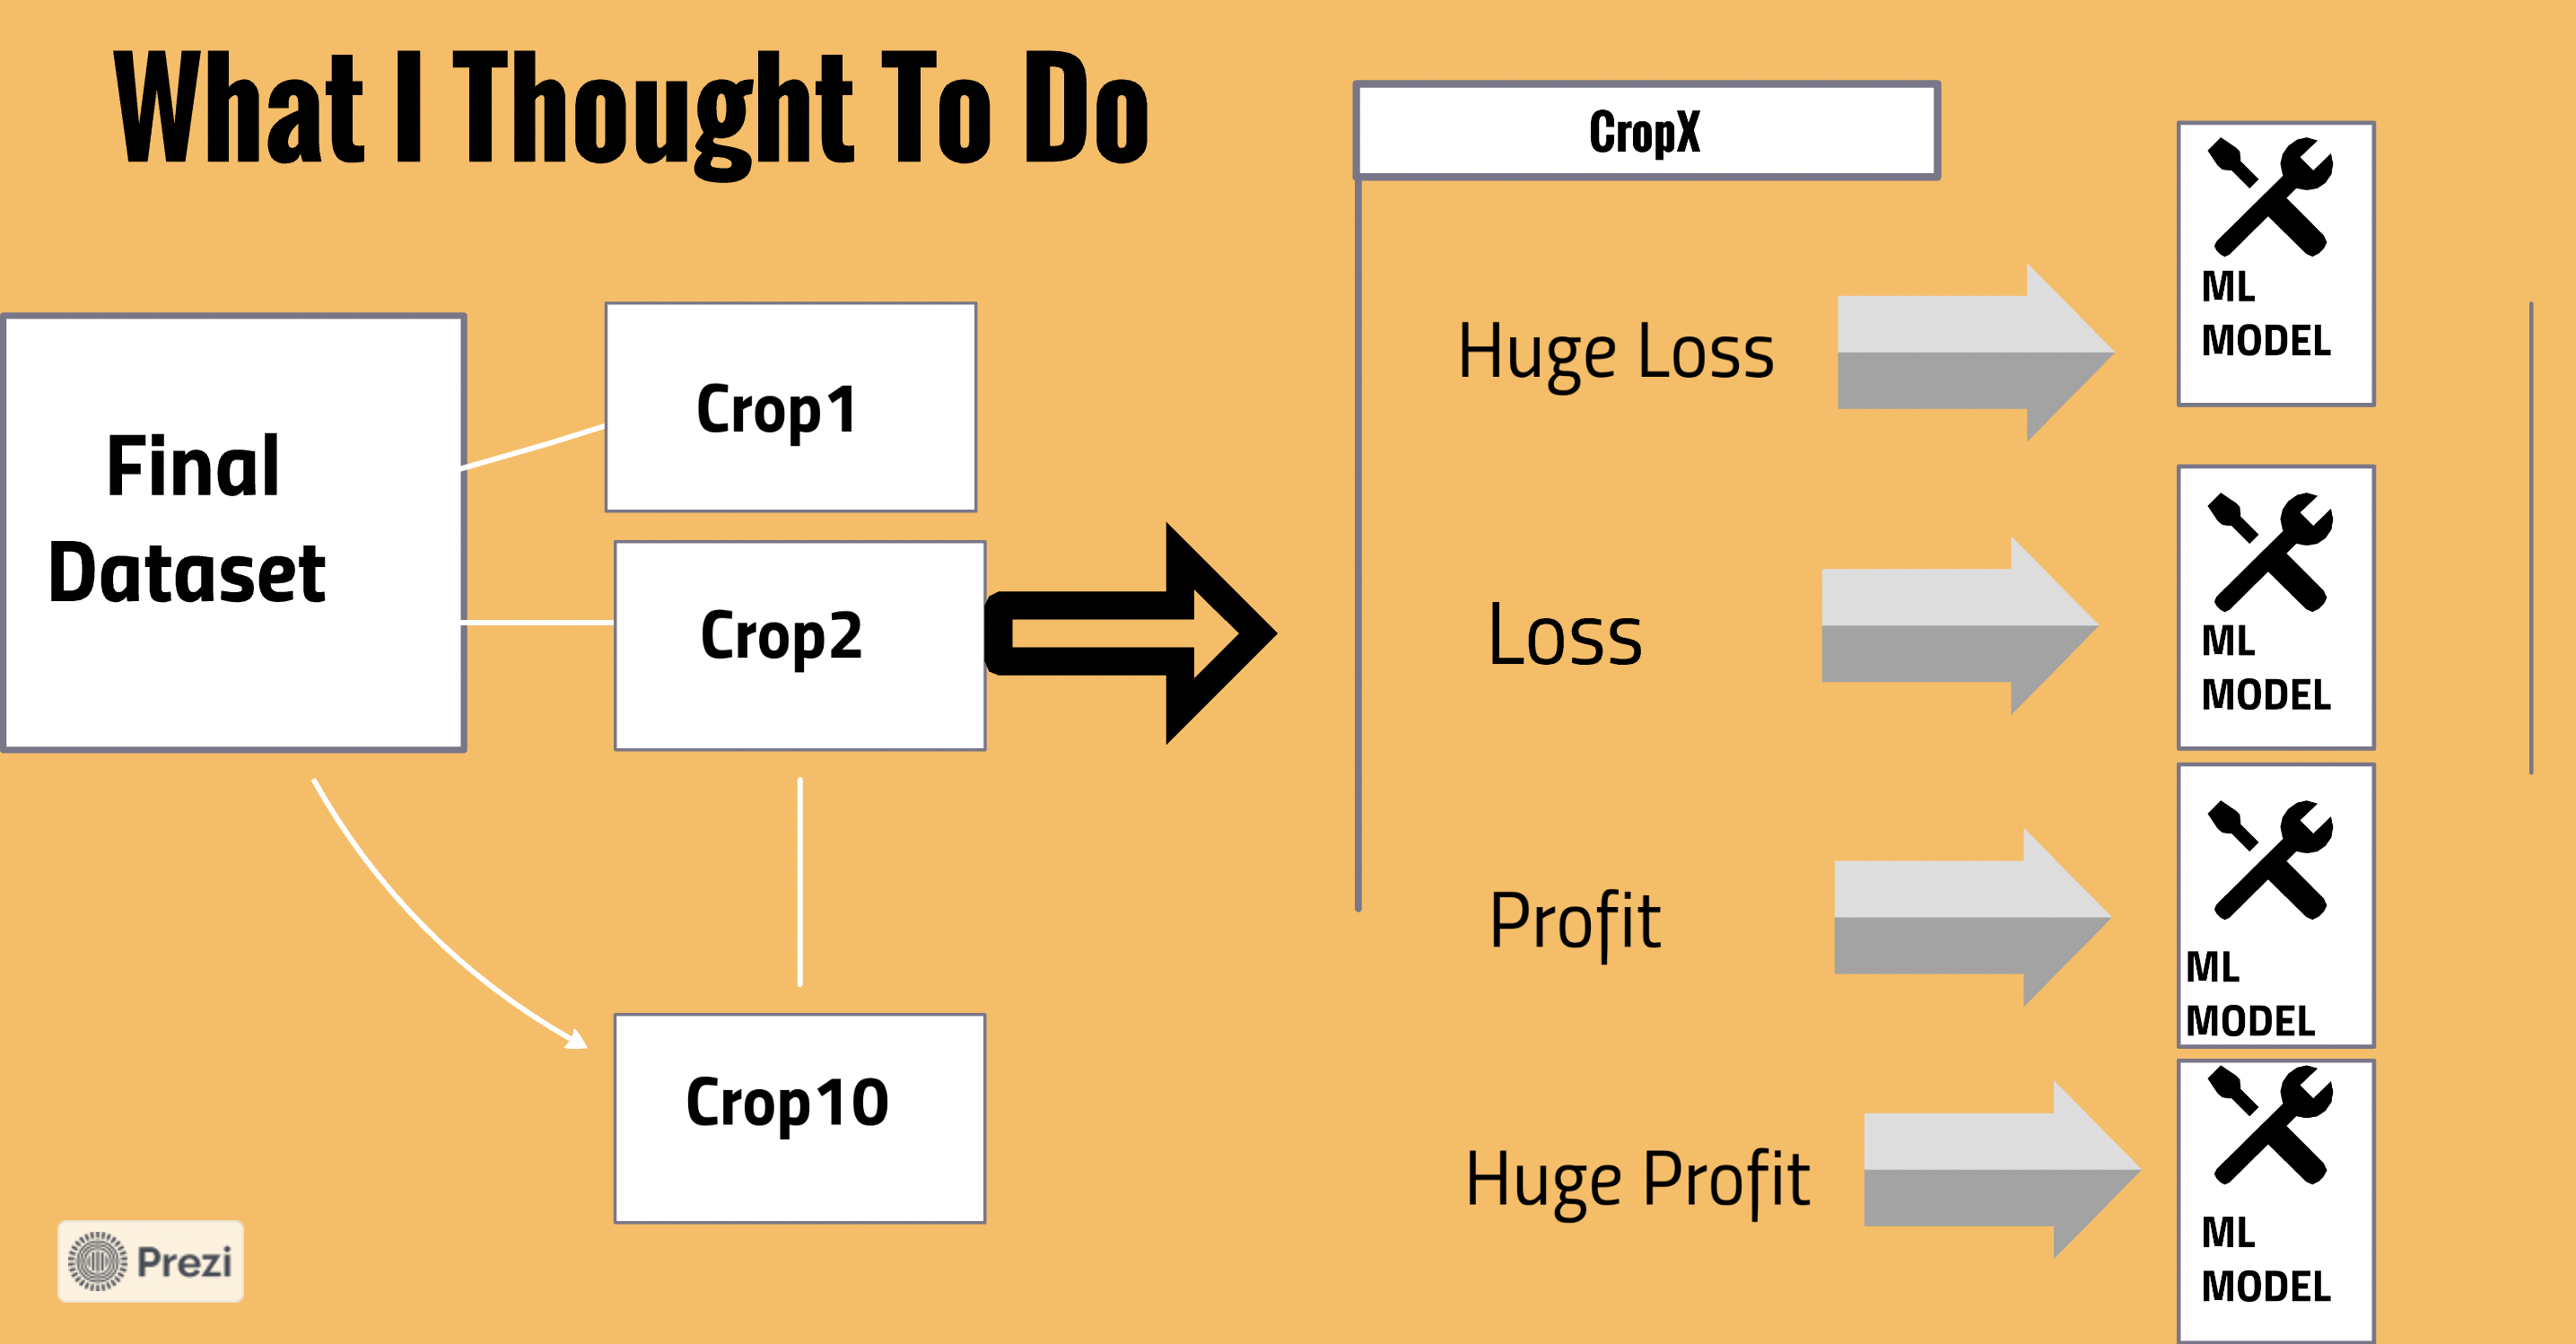 What I Thought To Do
Final
Dataset
Crop1
Crop2
Crop10
CropX
Huge Loss
ML
MODEL
Loss
ML
MODEL
Profit
ML
MODEL
Huge Profit
ML
MODEL
Prezi